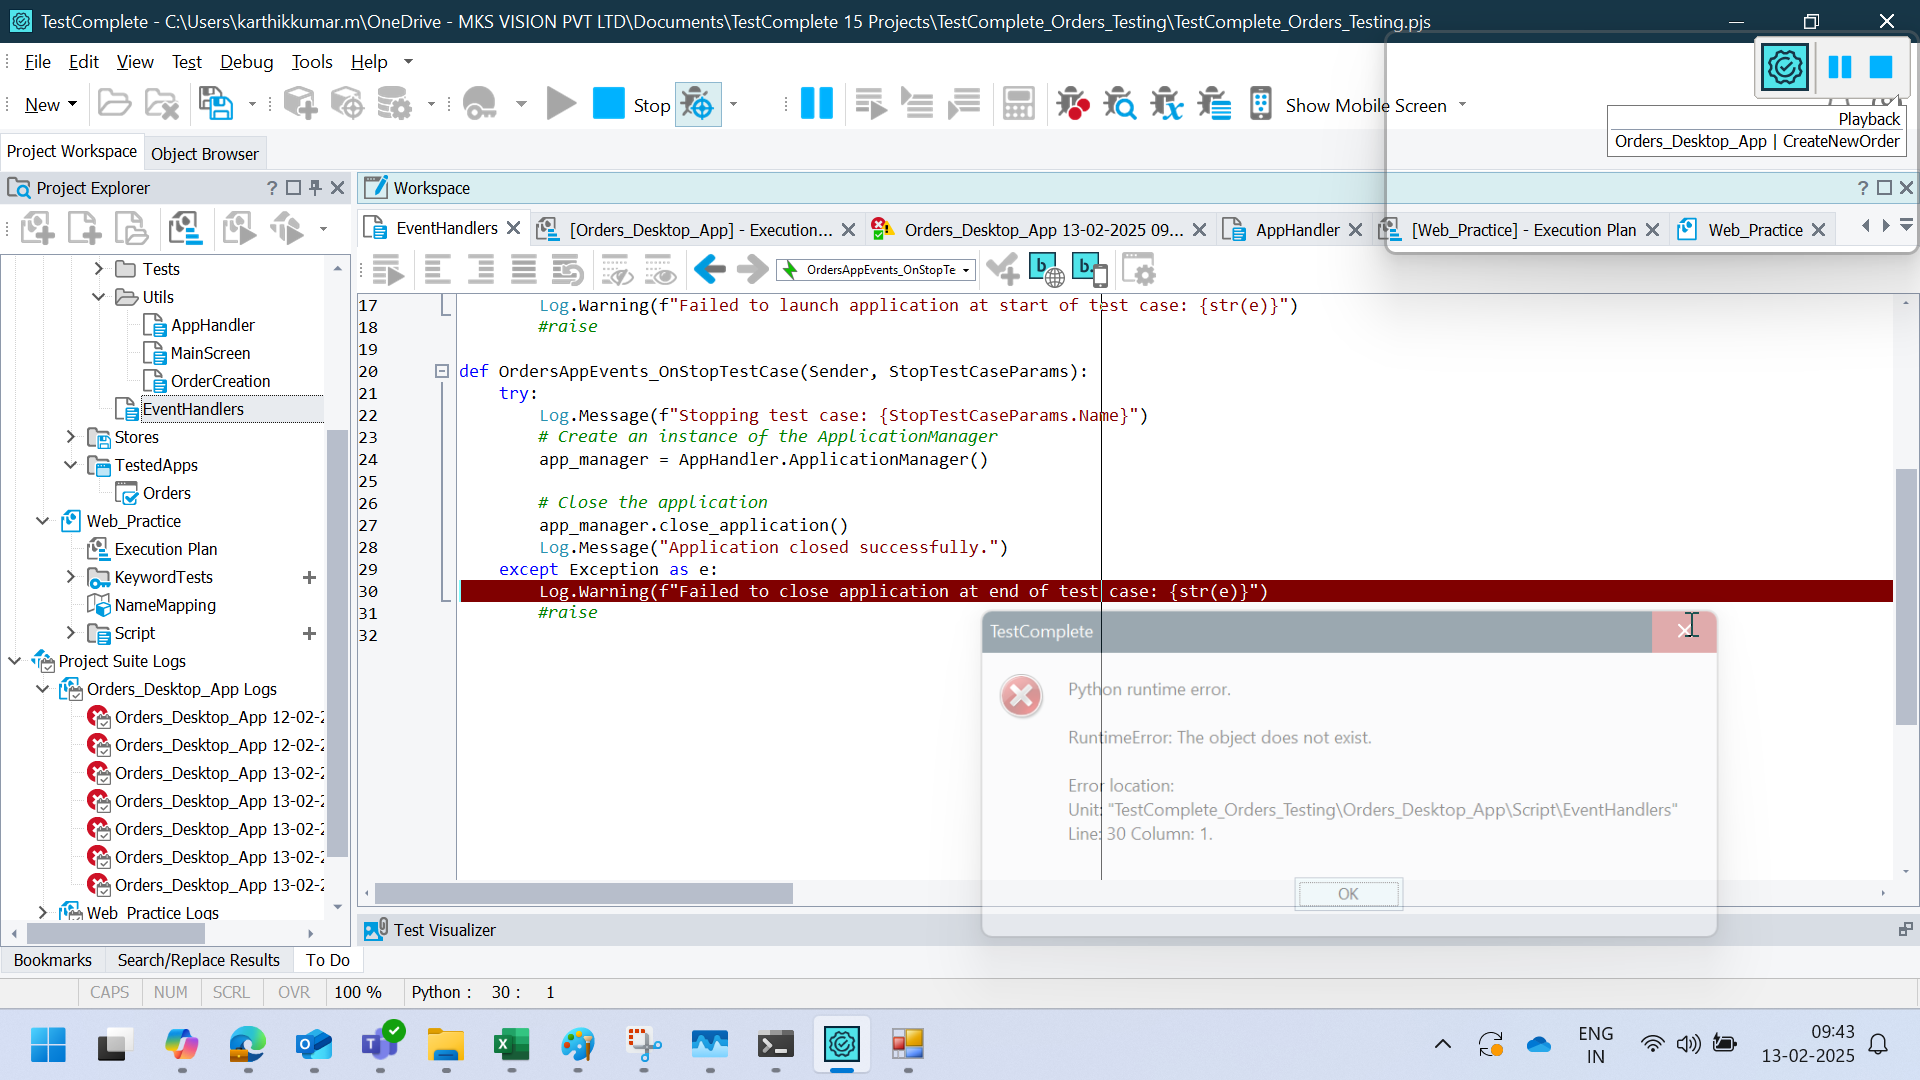 TestComplete - C:\Users\karthikkumar.m\OneDrive - MKS VISION PVT LTD\Documents\TestComplete 15 Projects\TestComplete_Orders_Testing\TestComplete_Orders_Testing.pjs
File Edit View Test Debug Tools Help
New Stop Show Mobile Screen
Playback
Orders_Desktop_App | CreateNewOrder
Project Workspace Object Browser
Project Explorer
Workspace
EventHandlers [Orders_Desktop_App] - Execution... Orders_Desktop_App 13-02-2025 09... AppHandler [Web_Practice] - Execution Plan Web_Practice
OrdersAppEvents_OnStopTe
Tests
Utils
AppHandler
MainScreen
OrderCreation
EventHandlers
Stores
TestedApps
Orders
Web_Practice
Execution Plan
KeywordTests
NameMapping
Script
Project Suite Logs
Orders_Desktop_App Logs
Orders_Desktop_App 12-02-2
Orders_Desktop_App 12-02-2
Orders_Desktop_App 13-02-2
Orders_Desktop_App 13-02-2
Orders_Desktop_App 13-02-2
Orders_Desktop_App 13-02-2
Orders_Desktop_App 13-02-2
Web_Practice Logs
17 Log.Warning(f"Failed to launch application at start of test case: {str(e)}")
18 #raise
19
20 def OrdersAppEvents_OnStopTestCase(Sender, StopTestCaseParams):
21 try:
22 Log.Message(f"Stopping test case: {StopTestCaseParams.Name}")
23 # Create an instance of the ApplicationManager
24 app_manager = AppHandler.ApplicationManager()
25
26 # Close the application
27 app_manager.close_application()
28 Log.Message("Application closed successfully.")
29 except Exception as e:
30 Log.Warning(f"Failed to close application at end of test case: {str(e)}")
31 #raise
32
TestComplete
Python runtime error.
RuntimeError: The object does not exist.
Error location:
Unit: "TestComplete_Orders_Testing\Orders_Desktop_App\Script\EventHandlers"
Line: 30 Column: 1.
OK
Test Visualizer
Bookmarks Search/Replace Results To Do
CAPS NUM SCRL OVR 100 % Python : 30 : 1
ENG
IN
09:43
13-02-2025